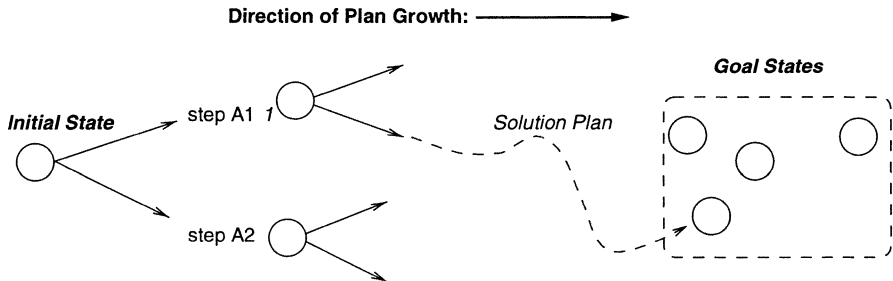 Direction of Plan Growth:
Goal States
Initial State
step A1 1
Solution Plan
step A2